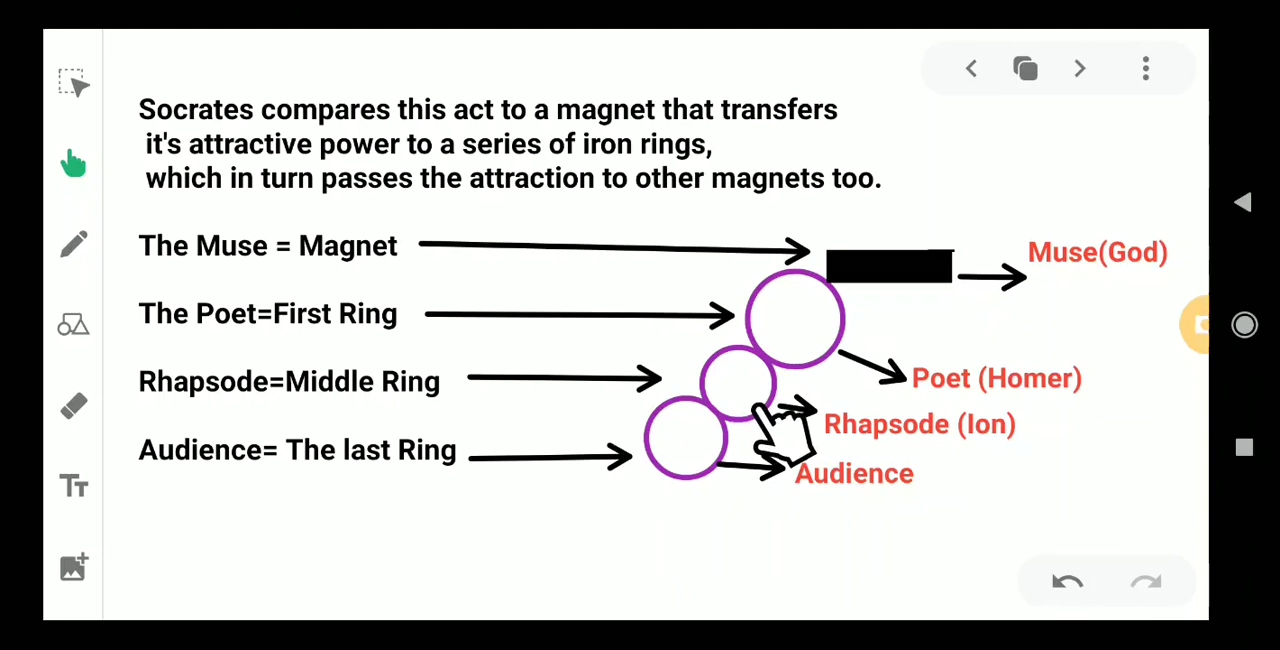 Socrates compares this act to a magnet that transfers
it's attractive power to a series of iron rings,
which in turn passes the attraction to other magnets too.
The Muse = Magnet
Muse(God)
The Poet=First Ring
Rhapsode=Middle Ring
Poet (Homer)
Rhapsode (Ion)
Audience= The last Ring
Audience
TT